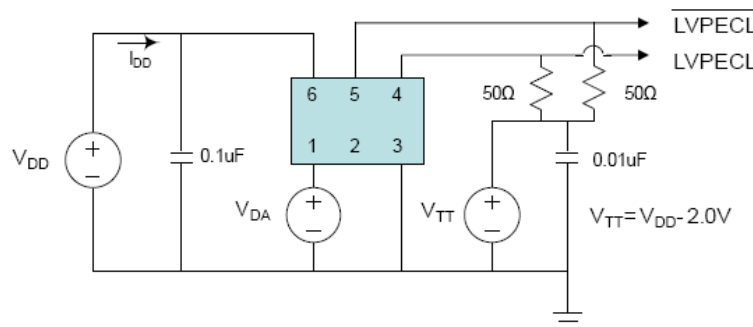 LVPECL
I_DD
LVPECL
6 5 4
50Ω
50Ω
V_DD
0.1uF
1 2 3
0.01uF
V_DA
V_TT
V_TT=V_DD-2.0V